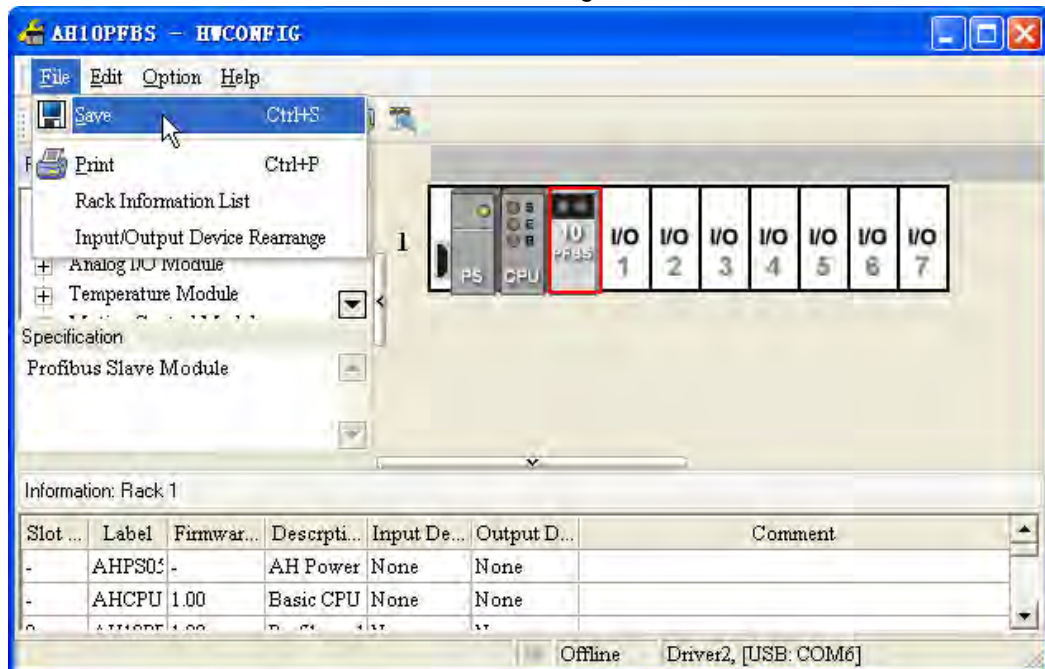 AH10PFBS - HWCONFIG
File Edit Option Help
Save Ctrl+S
Print Ctrl+P
Rack Information List
Input/Output Device Rearrange
Analog I/O Module
Temperature Module
1
PS CPU 10 PFBS I/O 1 I/O 2 I/O 3 I/O 4 I/O 5 I/O 6 I/O 7
Specification
Profibus Slave Module
Information: Rack 1
Slot ... Label Firmwar... Descrpti... Input De... Output D... Comment
- AHPS05 - AH Power None None
- AHCPU 1.00 Basic CPU None None
Offline Driver2, [USB: COM6]